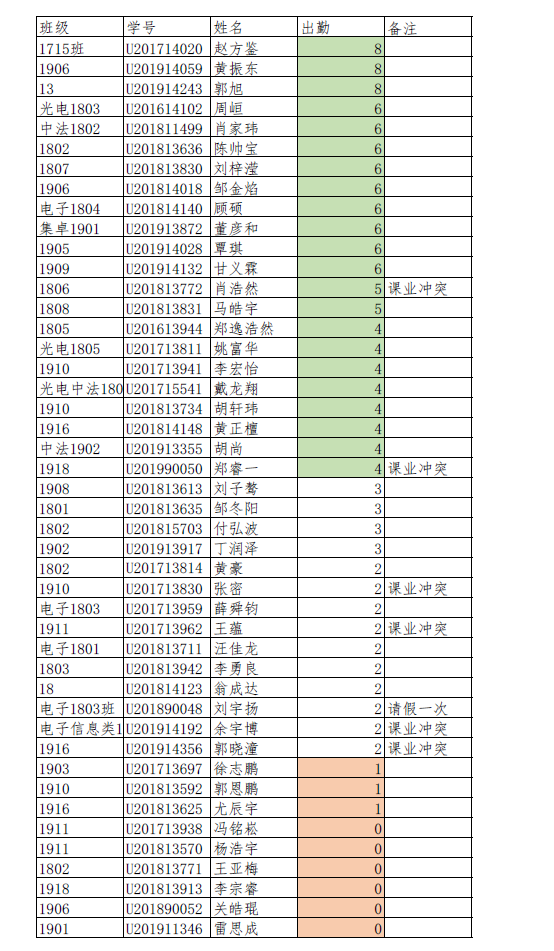 班级 学号 姓名 出勤 备注
1715班 U201714020 赵方鉴 8
1906 U201914059 黄振东 8
13 U201914243 郭旭 8
光电1803 U201614102 周峘 6
中法1802 U201811499 肖家玮 6
1802 U201813636 陈帅宝 6
1807 U201813830 刘梓滢 6
1906 U201814018 邹金焰 6
电子1804 U201814140 顾硕 6
集卓1901 U201913872 董彦和 6
1905 U201914028 覃琪 6
1909 U201914132 甘义霖 6
1806 U201813772 肖浩然 5 课业冲突
1808 U201813831 马皓宇 5
1805 U201613944 郑逸浩然 4
光电1805 U201713811 姚富华 4
1910 U201713941 李宏怡 4
光电中法180 U201715541 戴龙翔 4
1910 U201813734 胡轩玮 4
1916 U201814148 黄正檀 4
中法1902 U201913355 胡尚 4
1918 U201990050 郑睿一 4 课业冲突
1908 U201813613 刘子骜 3
1801 U201813635 邹冬阳 3
1802 U201815703 付弘波 3
1902 U201913917 丁润泽 3
1802 U201713814 黄豪 2
1910 U201713830 张密 2 课业冲突
电子1803 U201713959 薛舜钧 2
1911 U201713962 王蕴 2 课业冲突
电子1801 U201813711 汪佳龙 2
1803 U201813942 李勇良 2
18 U201814123 翁成达 2
电子1803班 U201890048 刘宇扬 2 请假一次
电子信息类1 U201914192 余宇博 2 课业冲突
1916 U201914356 郭晓潼 2 课业冲突
1903 U201713697 徐志鹏 1
1910 U201813592 郭恩鹏 1
1916 U201813625 尤辰宇 1
1911 U201713938 冯铭崧 0
1911 U201813570 杨浩宇 0
1802 U201813771 王亚梅 0
1918 U201813913 李宗睿 0
1906 U201890052 关皓琨 0
1901 U201911346 雷思成 0